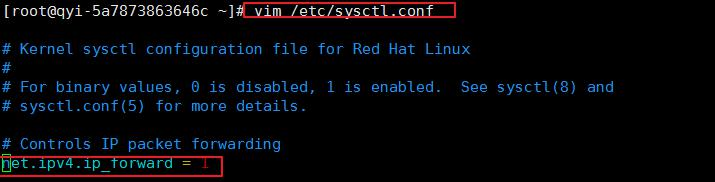 [root@qyi-5a7873863646c ~]# vim /etc/sysctl.conf
# Kernel sysctl configuration file for Red Hat Linux
#
# For binary values, 0 is disabled, 1 is enabled.  See sysctl(8) and
# sysctl.conf(5) for more details.
# Controls IP packet forwarding
net.ipv4.ip_forward = 1